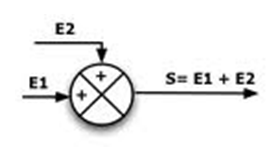 E2
+
E1
+
S= E1 + E2